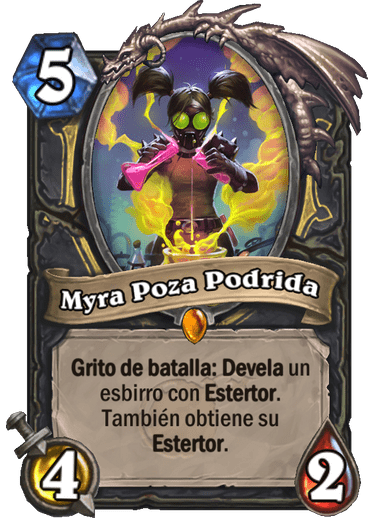 5
Myra Poza Podrida
Grito de batalla: Devela un
esbirro con Estertor.
También obtiene su
Estertor.
4
2